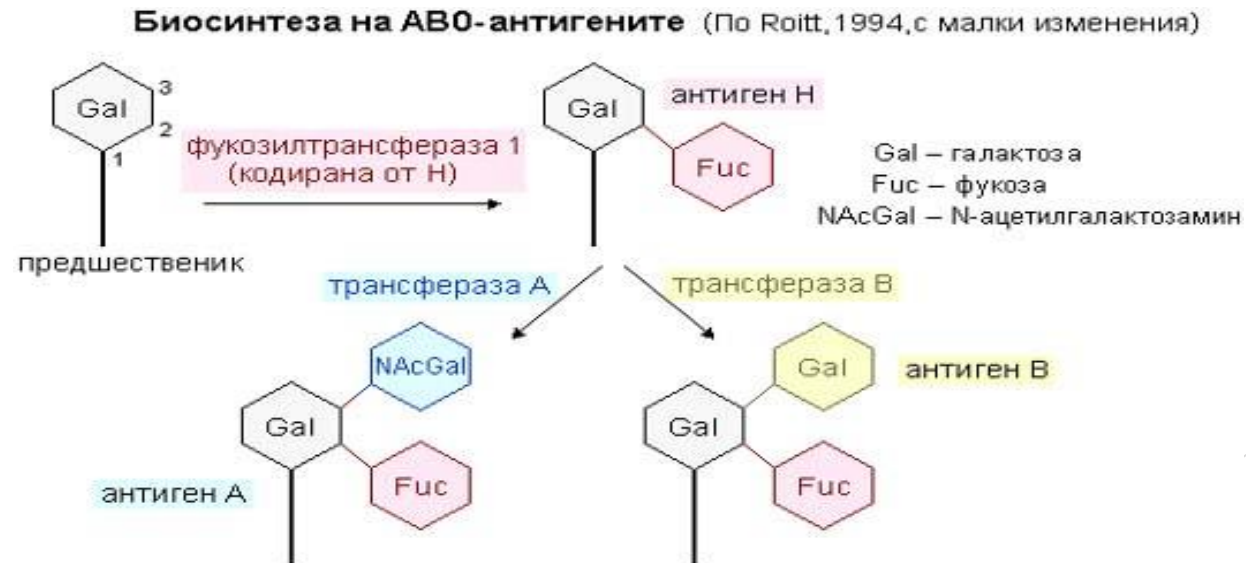 Биосинтеза на АВ0-антигените (По Roitt,1994,с малки изменения)
Gal
3
2
1
фукозилтрансфераза 1
(кодирана от Н)
предшественик
Gal
антиген Н
Fuc
Gal – галактоза
Fuc – фукоза
NAcGal – N-ацетилгалактозамин
трансфераза А
трансфераза В
NAcGal
Gal
Fuc
антиген А
Gal
антиген В
Gal
Fuc